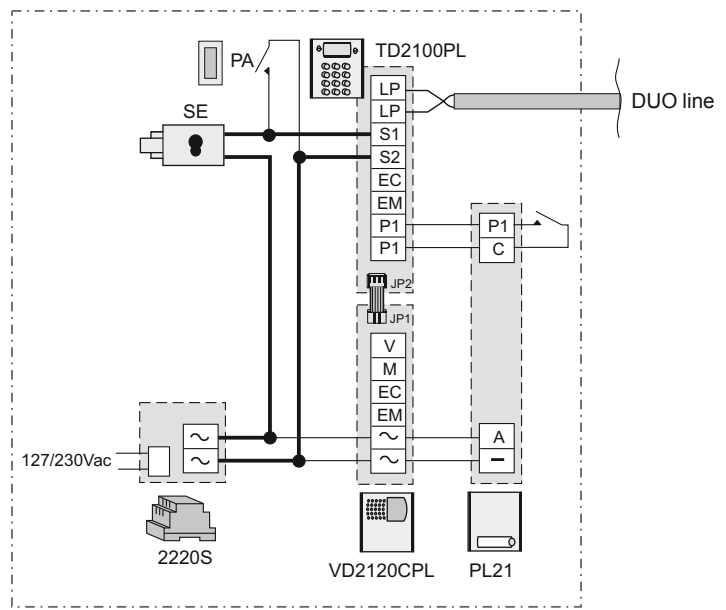 PA
TD2100PL
SE
LP
LP
S1
S2
EC
EM
P1
P1
DUO line
P1
C
JP2
JP1
V
M
EC
EM
~
~
A
–
127/230Vac
~
~
2220S
VD2120CPL
PL21